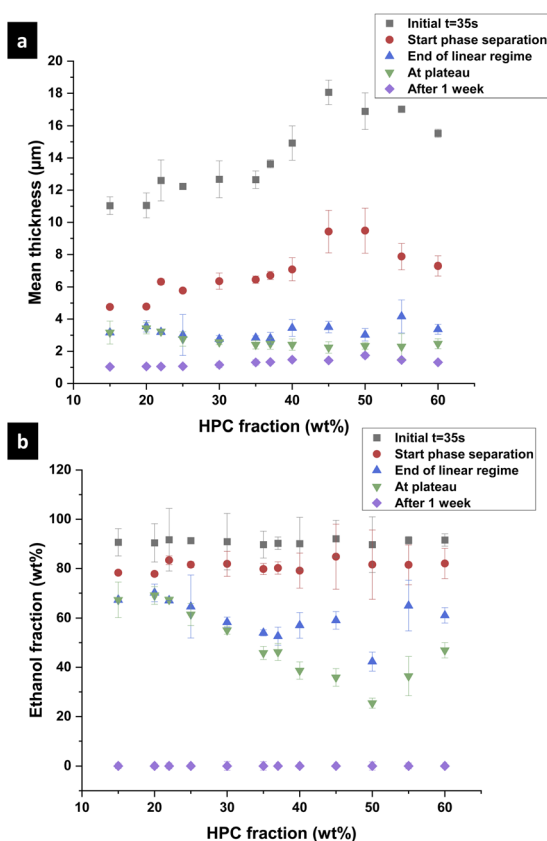 a
Initial t=35s
Start phase separation
End of linear regime
At plateau
After 1 week
20
18
16
14
12
10
8
6
4
2
0
Mean thickness (μm)
10 20 30 40 50 60
HPC fraction (wt%)
b
Initial t=35s
Start phase separation
End of linear regime
At plateau
After 1 week
120
100
80
60
40
20
0
Ethanol fraction (wt%)
10 20 30 40 50 60
HPC fraction (wt%)